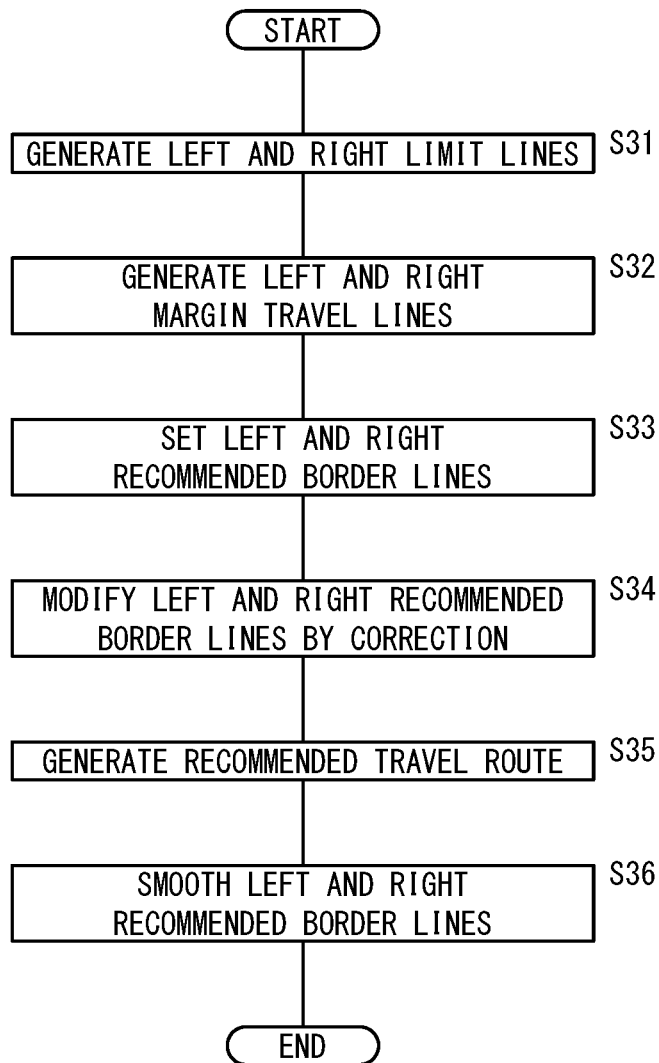 START
GENERATE LEFT AND RIGHT LIMIT LINES
S31
GENERATE LEFT AND RIGHT
MARGIN TRAVEL LINES
S32
SET LEFT AND RIGHT
RECOMMENDED BORDER LINES
S33
MODIFY LEFT AND RIGHT RECOMMENDED
BORDER LINES BY CORRECTION
S34
GENERATE RECOMMENDED TRAVEL ROUTE
S35
SMOOTH LEFT AND RIGHT
RECOMMENDED BORDER LINES
S36
END